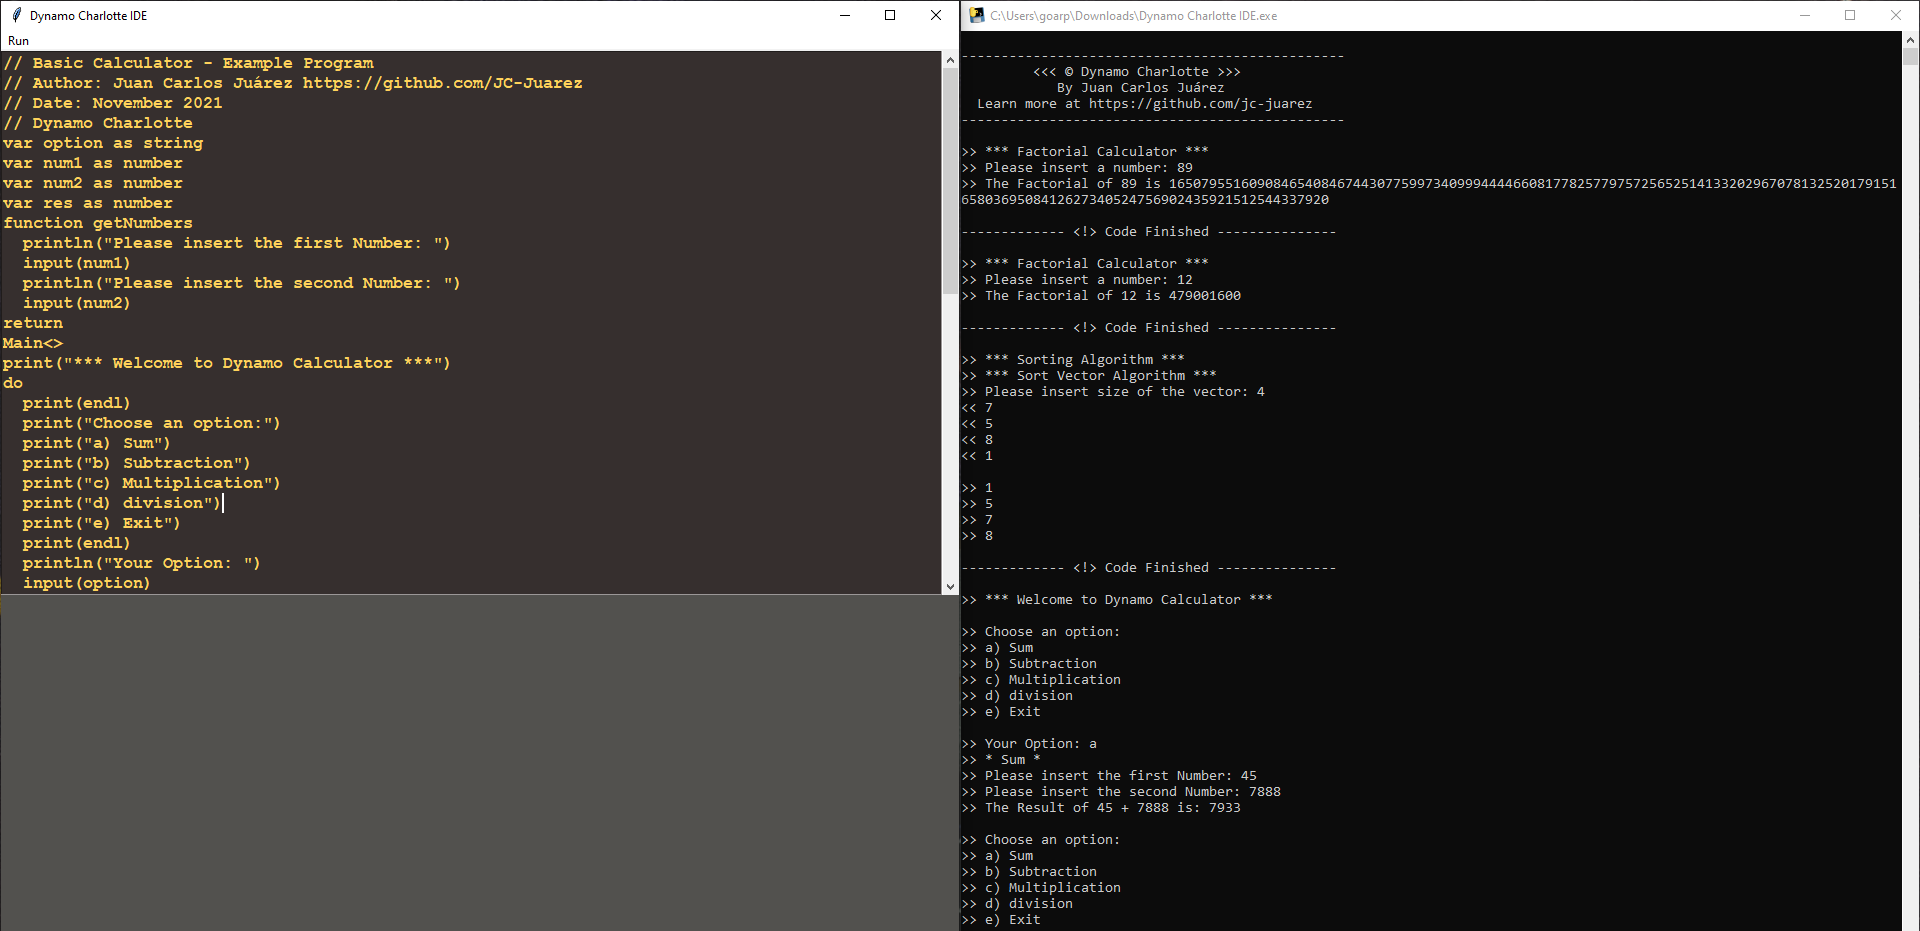 Dynamo Charlotte IDE
Run
// Basic Calculator - Example Program
// Author: Juan Carlos Juárez https://github.com/JC-Juarez
// Date: November 2021
// Dynamo Charlotte
var option as string
var num1 as number
var num2 as number
var res as number
function getNumbers
  println("Please insert the first Number: ")
  input(num1)
  println("Please insert the second Number: ")
  input(num2)
return
Main<>
print("*** Welcome to Dynamo Calculator ***")
do
  print(endl)
  print("Choose an option:")
  print("a) Sum")
  print("b) Subtraction")
  print("c) Multiplication")
  print("d) division")
  print("e) Exit")
  print(endl)
  println("Your Option: ")
  input(option)
C:\Users\goarp\Downloads\Dynamo Charlotte IDE.exe
------------------------------------------------
<<< © Dynamo Charlotte >>>
By Juan Carlos Juárez
Learn more at https://github.com/jc-juarez
------------------------------------------------
>> *** Factorial Calculator ***
>> Please insert a number: 89
>> The Factorial of 89 is 16507955160908465408467443077599734099944446608177825779757256525141332029670781325201 79151
6580369508412627340524756902435921512544337920
------------- <!> Code Finished ---------------
>> *** Factorial Calculator ***
>> Please insert a number: 12
>> The Factorial of 12 is 479001600
------------- <!> Code Finished ---------------
>> *** Sorting Algorithm ***
>> *** Sort Vector Algorithm ***
>> Please insert size of the vector: 4
<< 7
<< 5
<< 8
<< 1
>> 1
>> 5
>> 7
>> 8
------------- <!> Code Finished ---------------
>> *** Welcome to Dynamo Calculator ***
>> Choose an option:
>> a) Sum
>> b) Subtraction
>> c) Multiplication
>> d) division
>> e) Exit
>> Your Option: a
>> * Sum *
>> Please insert the first Number: 45
>> Please insert the second Number: 7888
>> The Result of 45 + 7888 is: 7933
>> Choose an option:
>> a) Sum
>> b) Subtraction
>> c) Multiplication
>> d) division
>> e) Exit